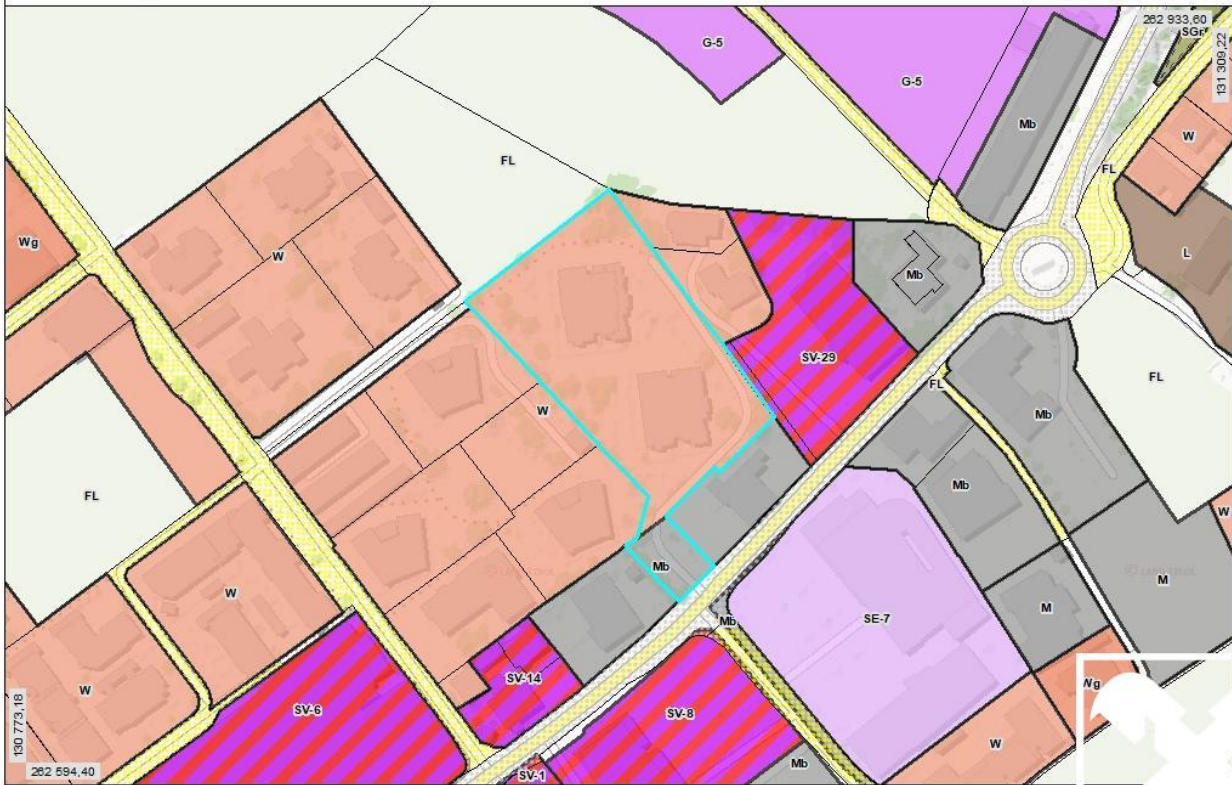 262 933,60
131 309,22
SGr
G-5
G-5
Mb
W
FL
FL
Wg
W
Mb
L
SV-29
FL
FL
Mb
W
FL
Mb
W
Mb
M
W
Mb
SE-7
M
W
SV-14
Wg
SV-6
SV-8
W
130 773,18
262 594,40
SV-1
Mb